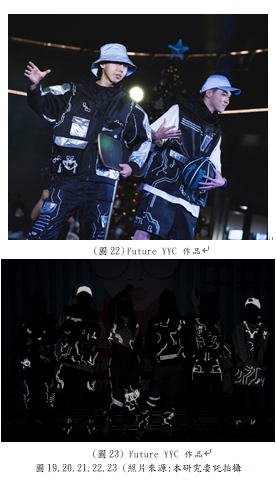 (圖22)Future YYC 作品↵
(圖23) Future YYC 作品↵
圖19,20,21,22,23 (照片來源:本研究委託拍攝